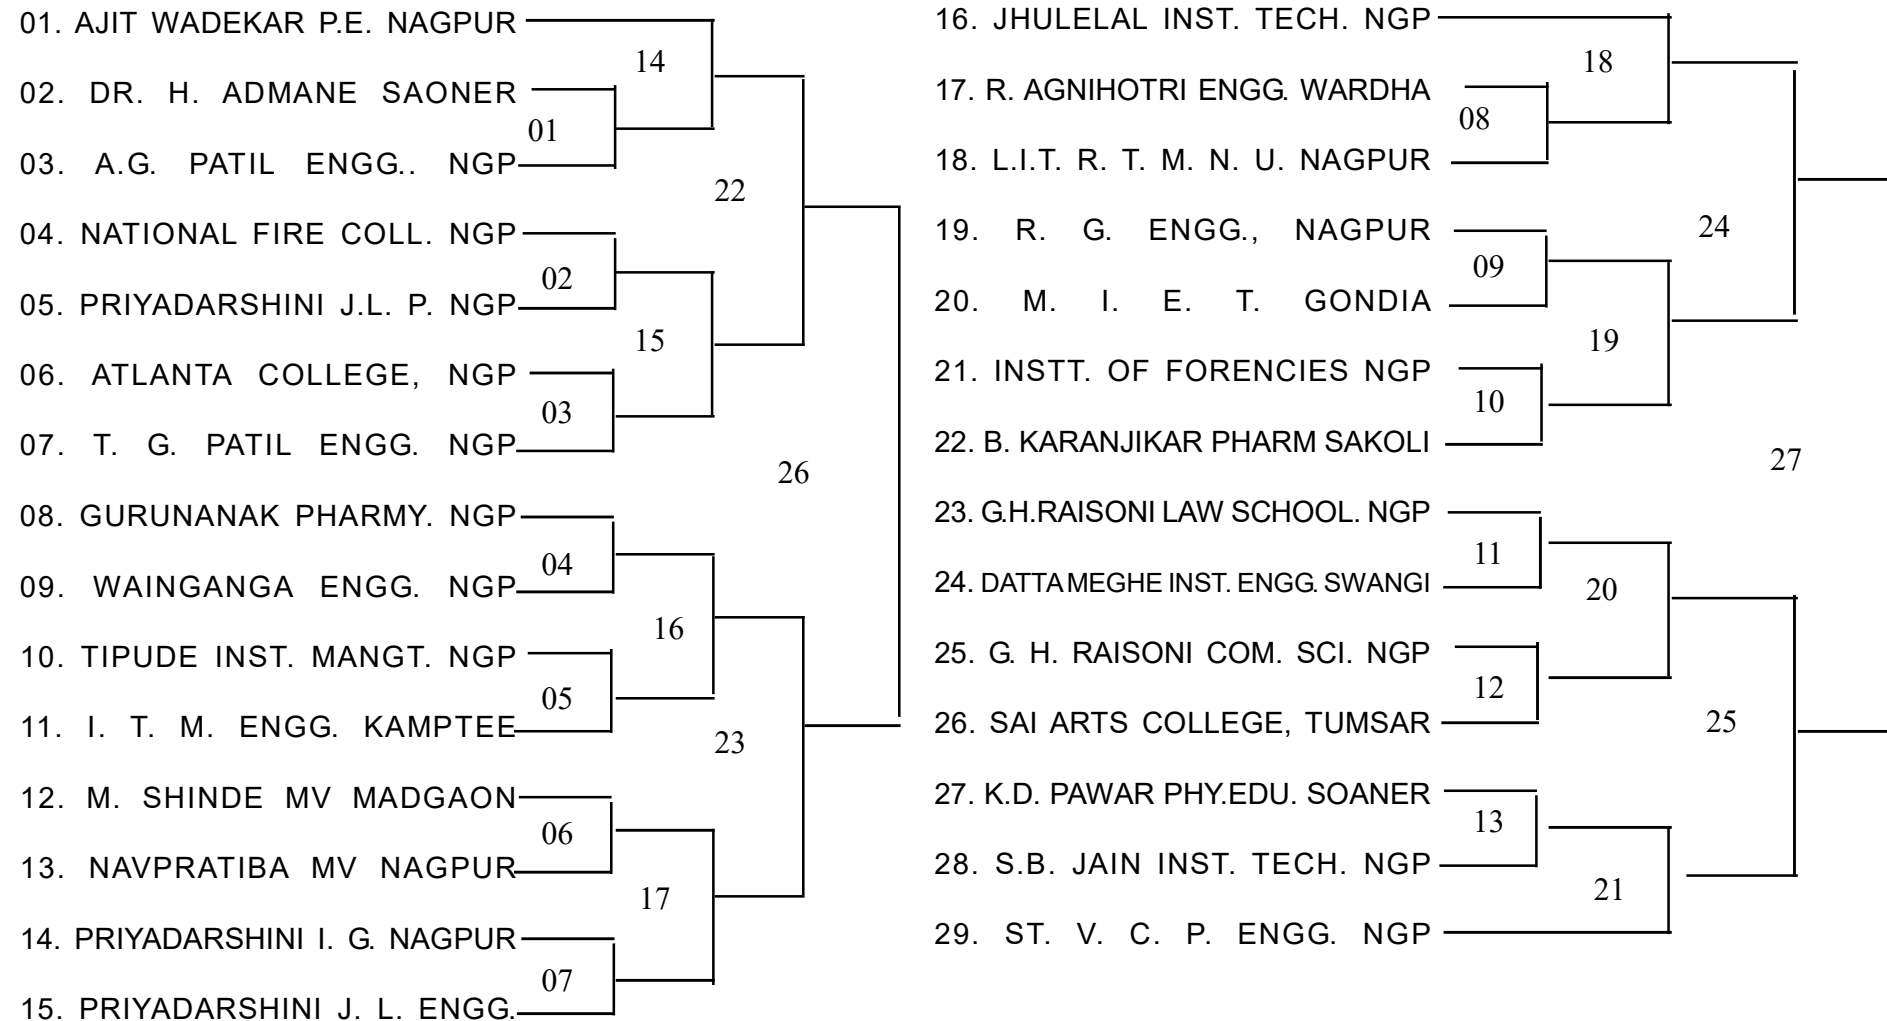 01. AJIT WADEKAR P.E. NAGPUR
14
02. DR. H. ADMANE SAONER
01
03. A.G. PATIL ENGG.. NGP
22
04. NATIONAL FIRE COLL. NGP
02
05. PRIYADARSHINI J.L. P. NGP
15
06. ATLANTA COLLEGE, NGP
03
07. T. G. PATIL ENGG. NGP
26
08. GURUNANAK PHARMY. NGP
04
09. WAINGANGA ENGG. NGP
16
10. TIPUDE INST. MANGT. NGP
05
11. I. T. M. ENGG. KAMPTEE
23
12. M. SHINDE MV MADGAON
06
13. NAVPRATIBA MV NAGPUR
17
14. PRIYADARSHINI I. G. NAGPUR
07
15. PRIYADARSHINI J. L. ENGG.
16. JHULELAL INST. TECH. NGP
18
17. R. AGNIHOTRI ENGG. WARDHA
08
18. L.I.T. R. T. M. N. U. NAGPUR
24
19. R. G. ENGG., NAGPUR
09
20. M. I. E. T. GONDIA
19
21. INSTT. OF FORENCIES NGP
10
22. B. KARANJIKAR PHARM SAKOLI
27
23. G.H.RAISONI LAW SCHOOL. NGP
11
24. DATTA MEGHE INST. ENGG. SWANGI
20
25. G. H. RAISONI COM. SCI. NGP
12
26. SAI ARTS COLLEGE, TUMSAR
25
27. K.D. PAWAR PHY.EDU. SOANER
13
28. S.B. JAIN INST. TECH. NGP
21
29. ST. V. C. P. ENGG. NGP